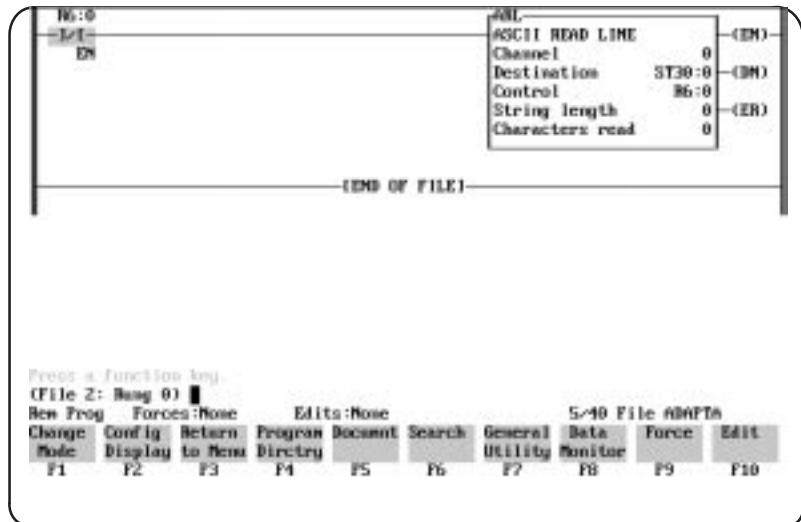 R6:0
ARL
]/[ ASCII READ LINE (EN)
EN Channel 0
Destination ST30:0 (DN)
Control R6:0
String length 0 (ER)
Characters read 0
[END OF FILE]
Press a function key.
(File 2: Rung 0)
Rem Prog Forces:None Edits:None 5/40 File ADAPTA
Change Config Return Program Documnt Search General Data Force Edit
Mode Display to Menu Dirctry Utility Monitor
F1 F2 F3 F4 F5 F6 F7 F8 F9 F10